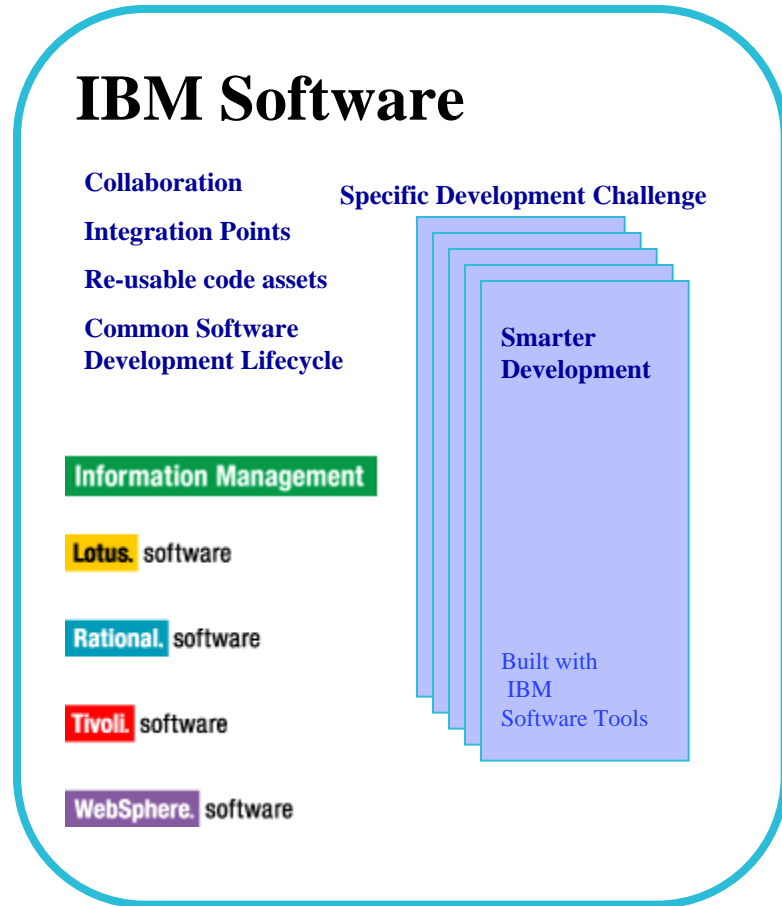 IBM Software
Collaboration
Integration Points
Re-usable code assets
Common Software
Development Lifecycle
Specific Development Challenge
Smarter
Development
Built with
IBM
Software Tools
Information Management
Lotus. software
Rational. software
Tivoli. software
WebSphere. software